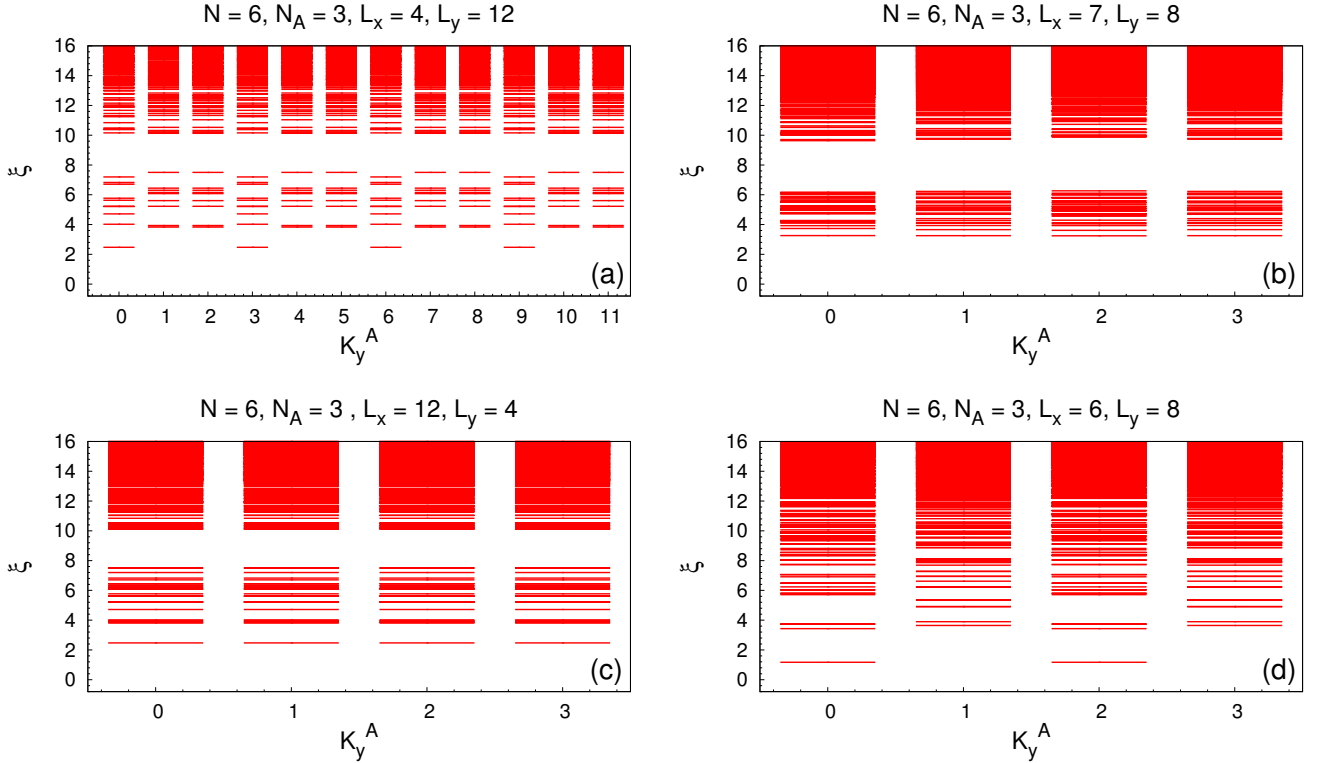 N = 6, N_A = 3, L_x = 4, L_y = 12
16
14
12
10
8
6
4
2
0
ξ
0 1 2 3 4 5 6 7 8 9 10 11
K_y^A
(a)
N = 6, N_A = 3, L_x = 7, L_y = 8
16
14
12
10
8
6
4
2
0
ξ
0 1 2 3
K_y^A
(b)
N = 6, N_A = 3 , L_x = 12, L_y = 4
16
14
12
10
8
6
4
2
0
ξ
0 1 2 3
K_y^A
(c)
N = 6, N_A = 3, L_x = 6, L_y = 8
16
14
12
10
8
6
4
2
0
ξ
0 1 2 3
K_y^A
(d)